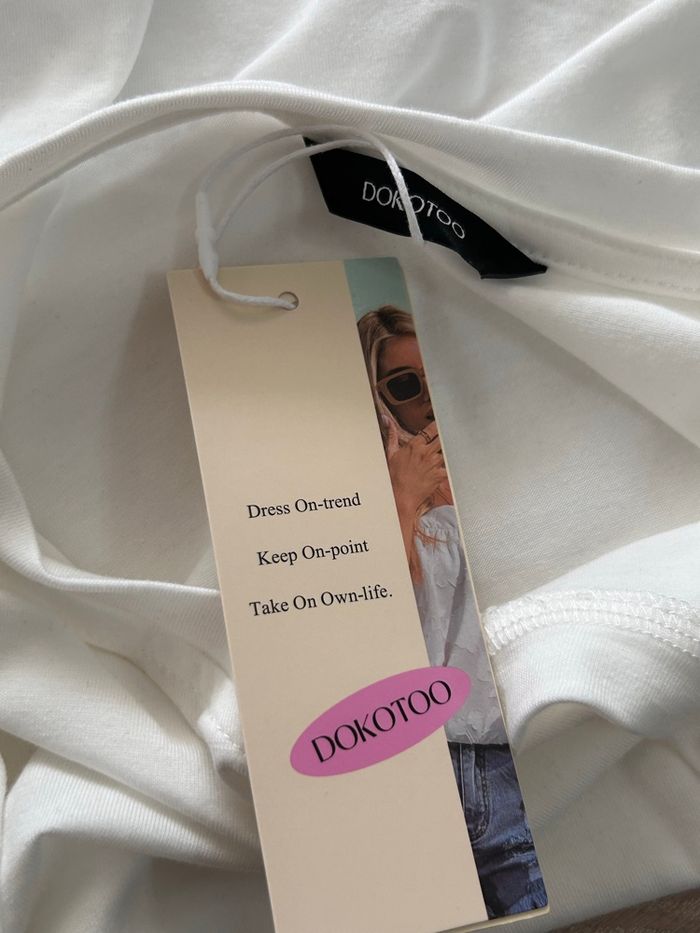 DOKOTOO
Dress On-trend
Keep On-point
Take On Own-life.
DOKOTOO